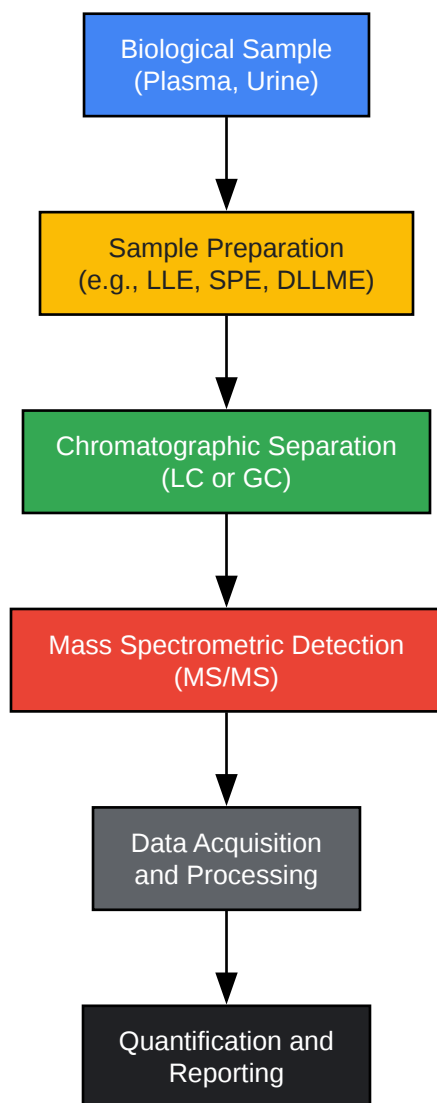 Biological Sample
(Plasma, Urine)
Sample Preparation
(e.g., LLE, SPE, DLLME)
Chromatographic Separation
(LC or GC)
Mass Spectrometric Detection
(MS/MS)
Data Acquisition
and Processing
Quantification and
Reporting